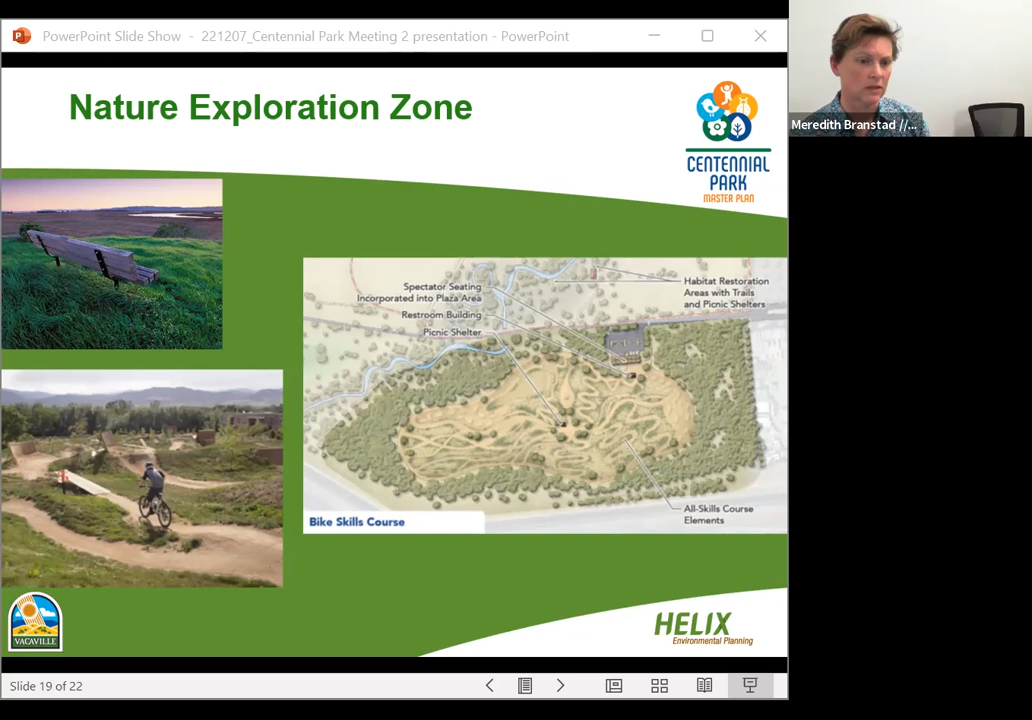 PowerPoint Slide Show - 221207_Centennial Park Meeting 2 presentation - PowerPoint
Meredith Branstad //...
Nature Exploration Zone
CENTENNIAL
PARK
MASTER PLAN
Spectator Seating
Incorporated into Plaza Area
Restroom Building
Picnic Shelter
Habitat Restoration
Areas with Trails
and Picnic Shelters
All-Skills Course
Elements
Bike Skills Course
VACAVILLE
HELIX
Environmental Planning
Slide 19 of 22